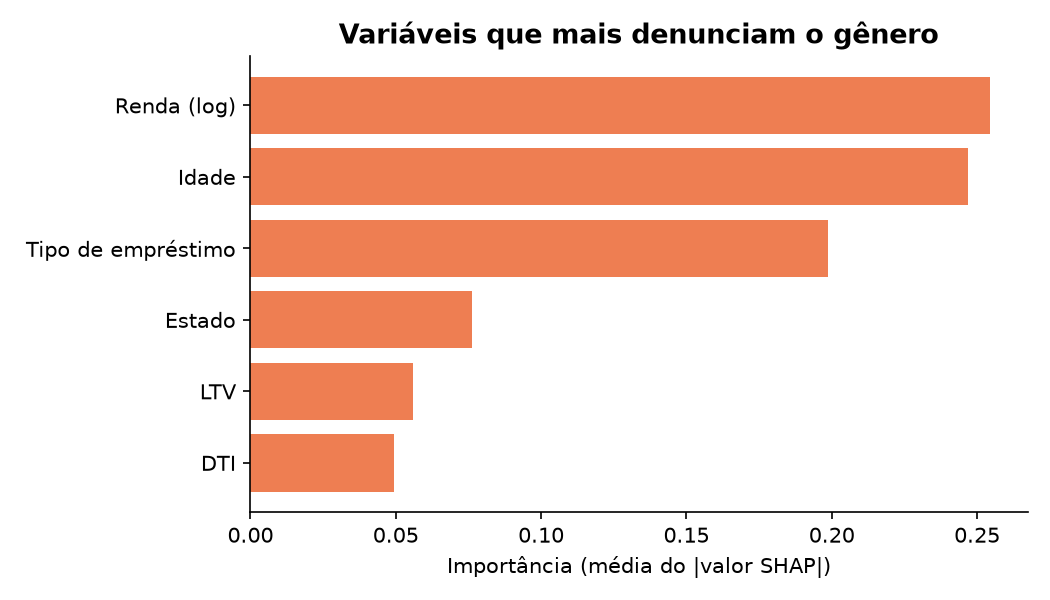 Variáveis que mais denunciam o gênero
Renda (log)
Idade
Tipo de empréstimo
Estado
LTV
DTI
0.00 0.05 0.10 0.15 0.20 0.25
Importância (média do |valor SHAP|)